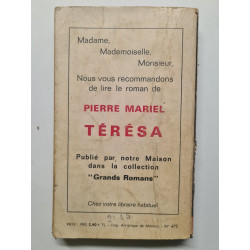 Madame,
Mademoiselle,
Monsieur,
Nous vous recommandons
de lire le roman de
PIERRE MARIEL
TÉRÉSA
Publié par notre Maison
dans la collection
"Grands Romans"
Chez votre libraire habituel